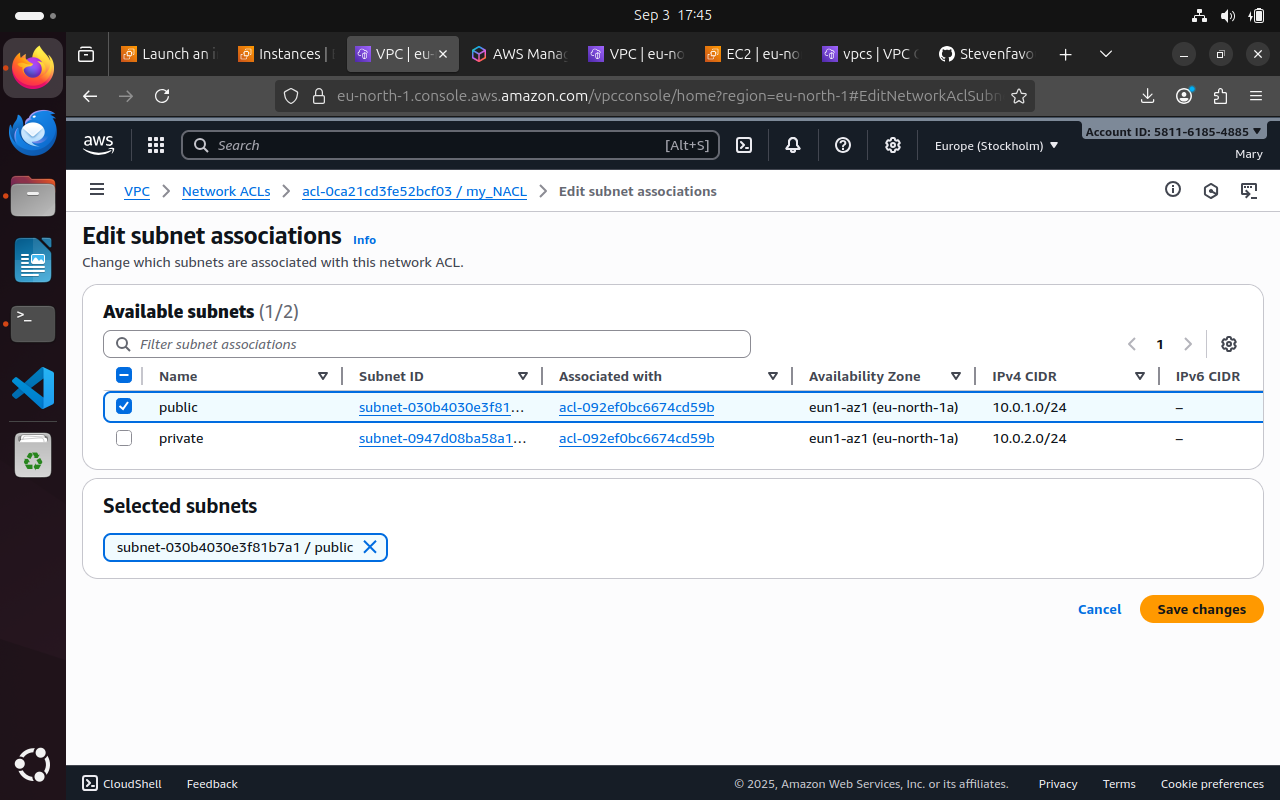 Sep 3 17:45
Launch an i
Instances |
VPC | eu-
AWS Manag
VPC | eu-no
EC2 | eu-no
vpcs | VPC C
Stevenfavo
eu-north-1.console.aws.amazon.com/vpcconsole/home?region=eu-north-1#EditNetworkAclSubn
aws
Search
[Alt+S]
Europe (Stockholm)
Account ID: 5811-6185-4885
Mary
VPC
Network ACLs
acl-0ca21cd3fe52bcf03 / my_NACL
Edit subnet associations
Edit subnet associations Info
Change which subnets are associated with this network ACL.
Available subnets (1/2)
Filter subnet associations
1
Name Subnet ID Associated with Availability Zone IPv4 CIDR IPv6 CIDR
public subnet-030b4030e3f81... acl-092ef0bc6674cd59b eun1-az1 (eu-north-1a) 10.0.1.0/24 –
private subnet-0947d08ba58a1... acl-092ef0bc6674cd59b eun1-az1 (eu-north-1a) 10.0.2.0/24 –
Selected subnets
subnet-030b4030e3f81b7a1 / public
Cancel
Save changes
CloudShell
Feedback
© 2025, Amazon Web Services, Inc. or its affiliates.
Privacy
Terms
Cookie preferences